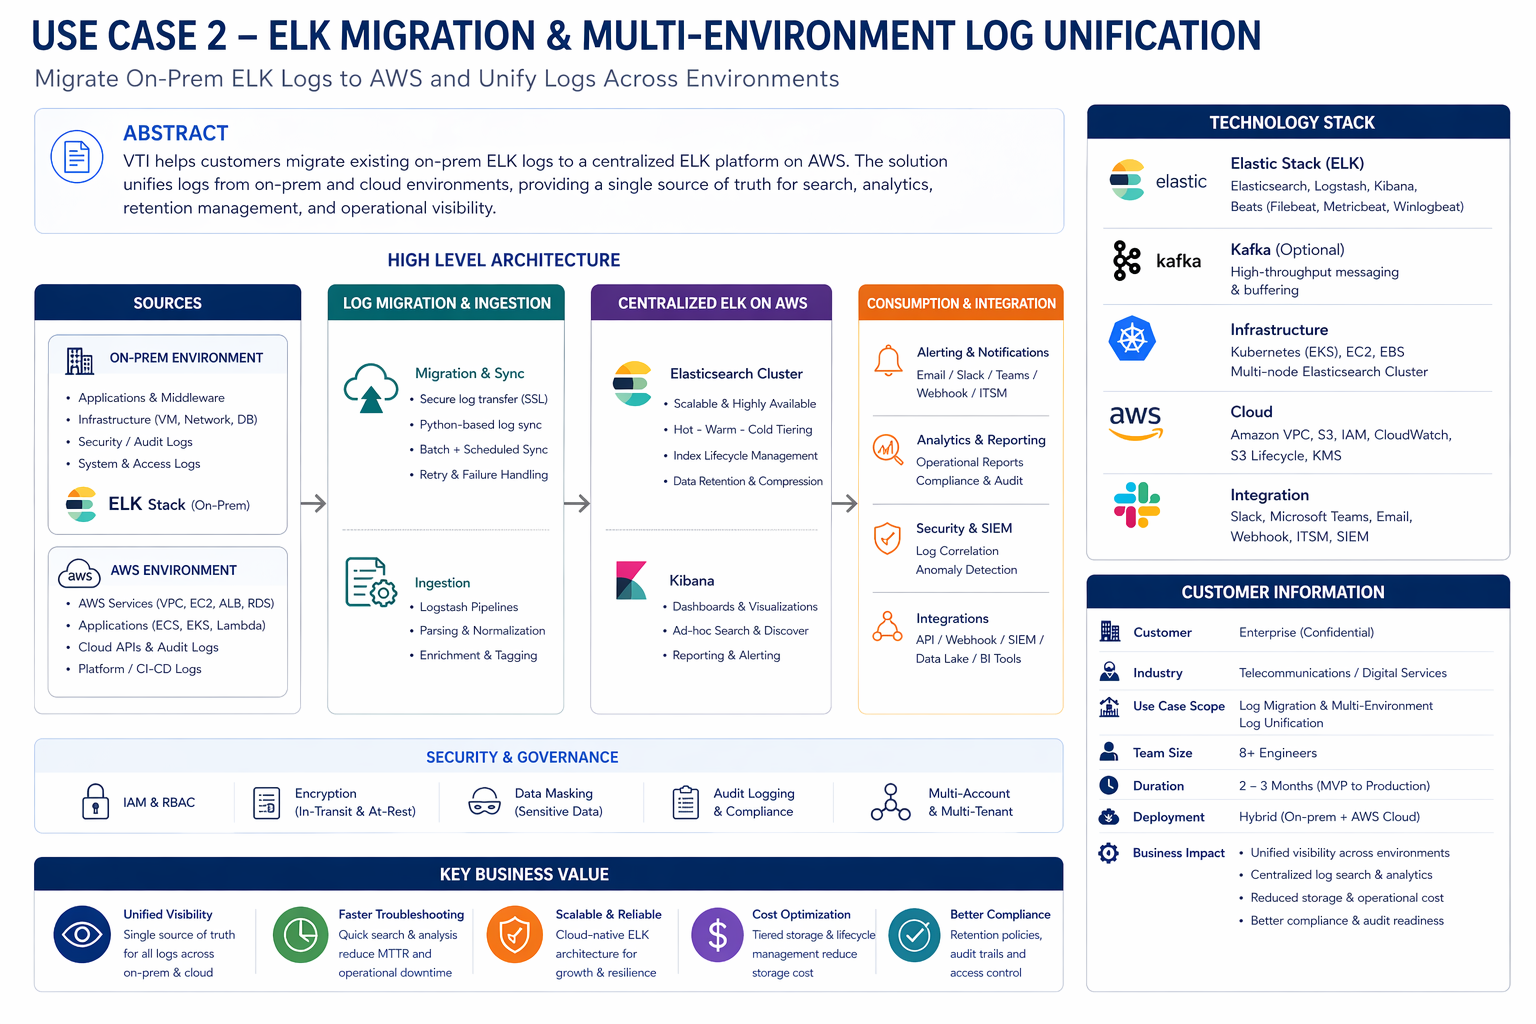 USE CASE 2 – ELK MIGRATION & MULTI-ENVIRONMENT LOG UNIFICATION
Migrate On-Prem ELK Logs to AWS and Unify Logs Across Environments
ABSTRACT
VTI helps customers migrate existing on-prem ELK logs to a centralized ELK platform on AWS. The solution
unifies logs from on-prem and cloud environments, providing a single source of truth for search, analytics,
retention management, and operational visibility.
HIGH LEVEL ARCHITECTURE
SOURCES
ON-PREM ENVIRONMENT
• Applications & Middleware
• Infrastructure (VM, Network, DB)
• Security / Audit Logs
• System & Access Logs
ELK Stack (On-Prem)
aws
AWS ENVIRONMENT
• AWS Services (VPC, EC2, ALB, RDS)
• Applications (ECS, EKS, Lambda)
• Cloud APIs & Audit Logs
• Platform / CI-CD Logs
LOG MIGRATION & INGESTION
Migration & Sync
• Secure log transfer (SSL)
• Python-based log sync
• Batch + Scheduled Sync
• Retry & Failure Handling
Ingestion
• Logstash Pipelines
• Parsing & Normalization
• Enrichment & Tagging
CENTRALIZED ELK ON AWS
Elasticsearch Cluster
• Scalable & Highly Available
• Hot - Warm - Cold Tiering
• Index Lifecycle Management
• Data Retention & Compression
Kibana
• Dashboards & Visualizations
• Ad-hoc Search & Discover
• Reporting & Alerting
CONSUMPTION & INTEGRATION
Alerting & Notifications
Email / Slack / Teams /
Webhook / ITSM
Analytics & Reporting
Operational Reports
Compliance & Audit
Security & SIEM
Log Correlation
Anomaly Detection
Integrations
API / Webhook / SIEM /
Data Lake / BI Tools
SECURITY & GOVERNANCE
IAM & RBAC
Encryption
(In-Transit & At-Rest)
Data Masking
(Sensitive Data)
Audit Logging
& Compliance
Multi-Account
& Multi-Tenant
KEY BUSINESS VALUE
Unified Visibility
Single source of truth
for all logs across
on-prem & cloud
Faster Troubleshooting
Quick search & analysis
reduce MTTR and
operational downtime
Scalable & Reliable
Cloud-native ELK
architecture for
growth & resilience
$
Cost Optimization
Tiered storage & lifecycle
management reduce
storage cost
Better Compliance
Retention policies,
audit trails and
access control
TECHNOLOGY STACK
elastic
Elastic Stack (ELK)
Elasticsearch, Logstash, Kibana,
Beats (Filebeat, Metricbeat, Winlogbeat)
kafka
Kafka (Optional)
High-throughput messaging
& buffering
Infrastructure
Kubernetes (EKS), EC2, EBS
Multi-node Elasticsearch Cluster
aws
Cloud
Amazon VPC, S3, IAM, CloudWatch,
S3 Lifecycle, KMS
Integration
Slack, Microsoft Teams, Email,
Webhook, ITSM, SIEM
CUSTOMER INFORMATION
Customer Enterprise (Confidential)
Industry Telecommunications / Digital Services
Use Case Scope Log Migration & Multi-Environment
Log Unification
Team Size 8+ Engineers
Duration 2 – 3 Months (MVP to Production)
Deployment Hybrid (On-prem + AWS Cloud)
Business Impact • Unified visibility across environments
• Centralized log search & analytics
• Reduced storage & operational cost
• Better compliance & audit readiness